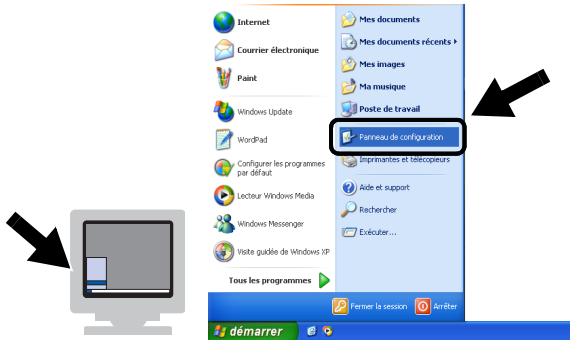 Internet
Courrier électronique
Paint
Windows Update
WordPad
Configurer les programmes
par défaut
Lecteur Windows Media
Windows Messenger
Visite guidée de Windows XP
Tous les programmes
Mes documents
Mes documents récents
Mes images
Ma musique
Poste de travail
Panneau de configuration
Imprimantes et télécopieurs
Aide et support
Rechercher
Exécuter...
Fermer la session
Arrêter
démarrer